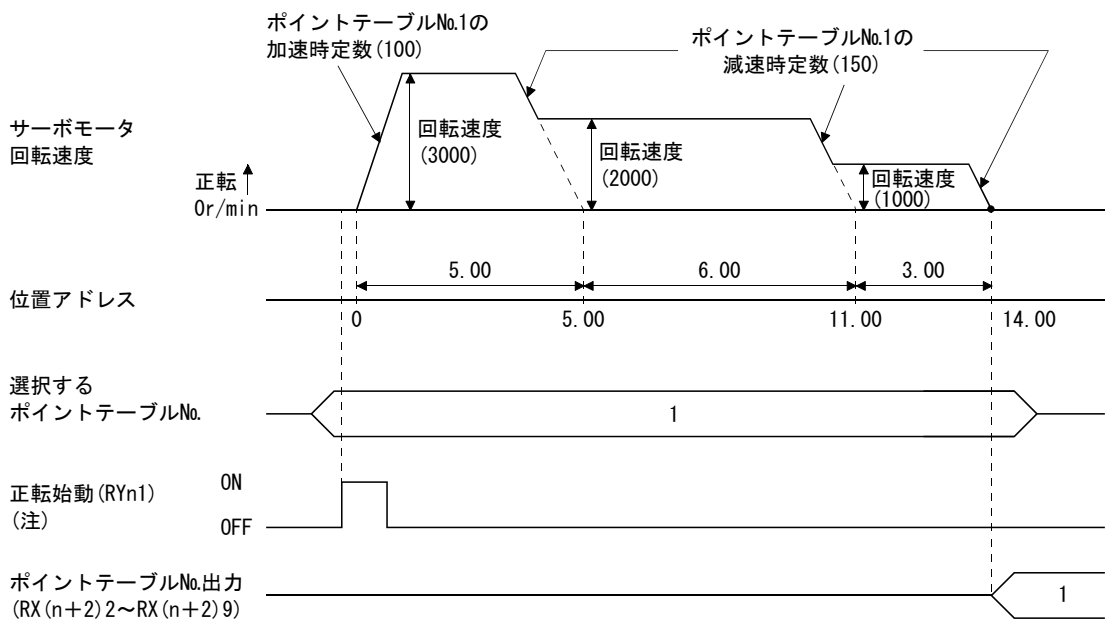 ポイントテーブル№1の
加速時定数(100)
ポイントテーブル№1の
減速時定数(150)
サーボモータ
回転速度
正転
0r/min
回転速度
(3000)
回転速度
(2000)
回転速度
(1000)
5.00
6.00
3.00
位置アドレス
0
5.00
11.00
14.00
選択する
ポイントテーブル№
1
正転始動(RYn1)
(注)
ON
OFF
ポイントテーブル№出力
(RX(n+2)2～RX(n+2)9)
1